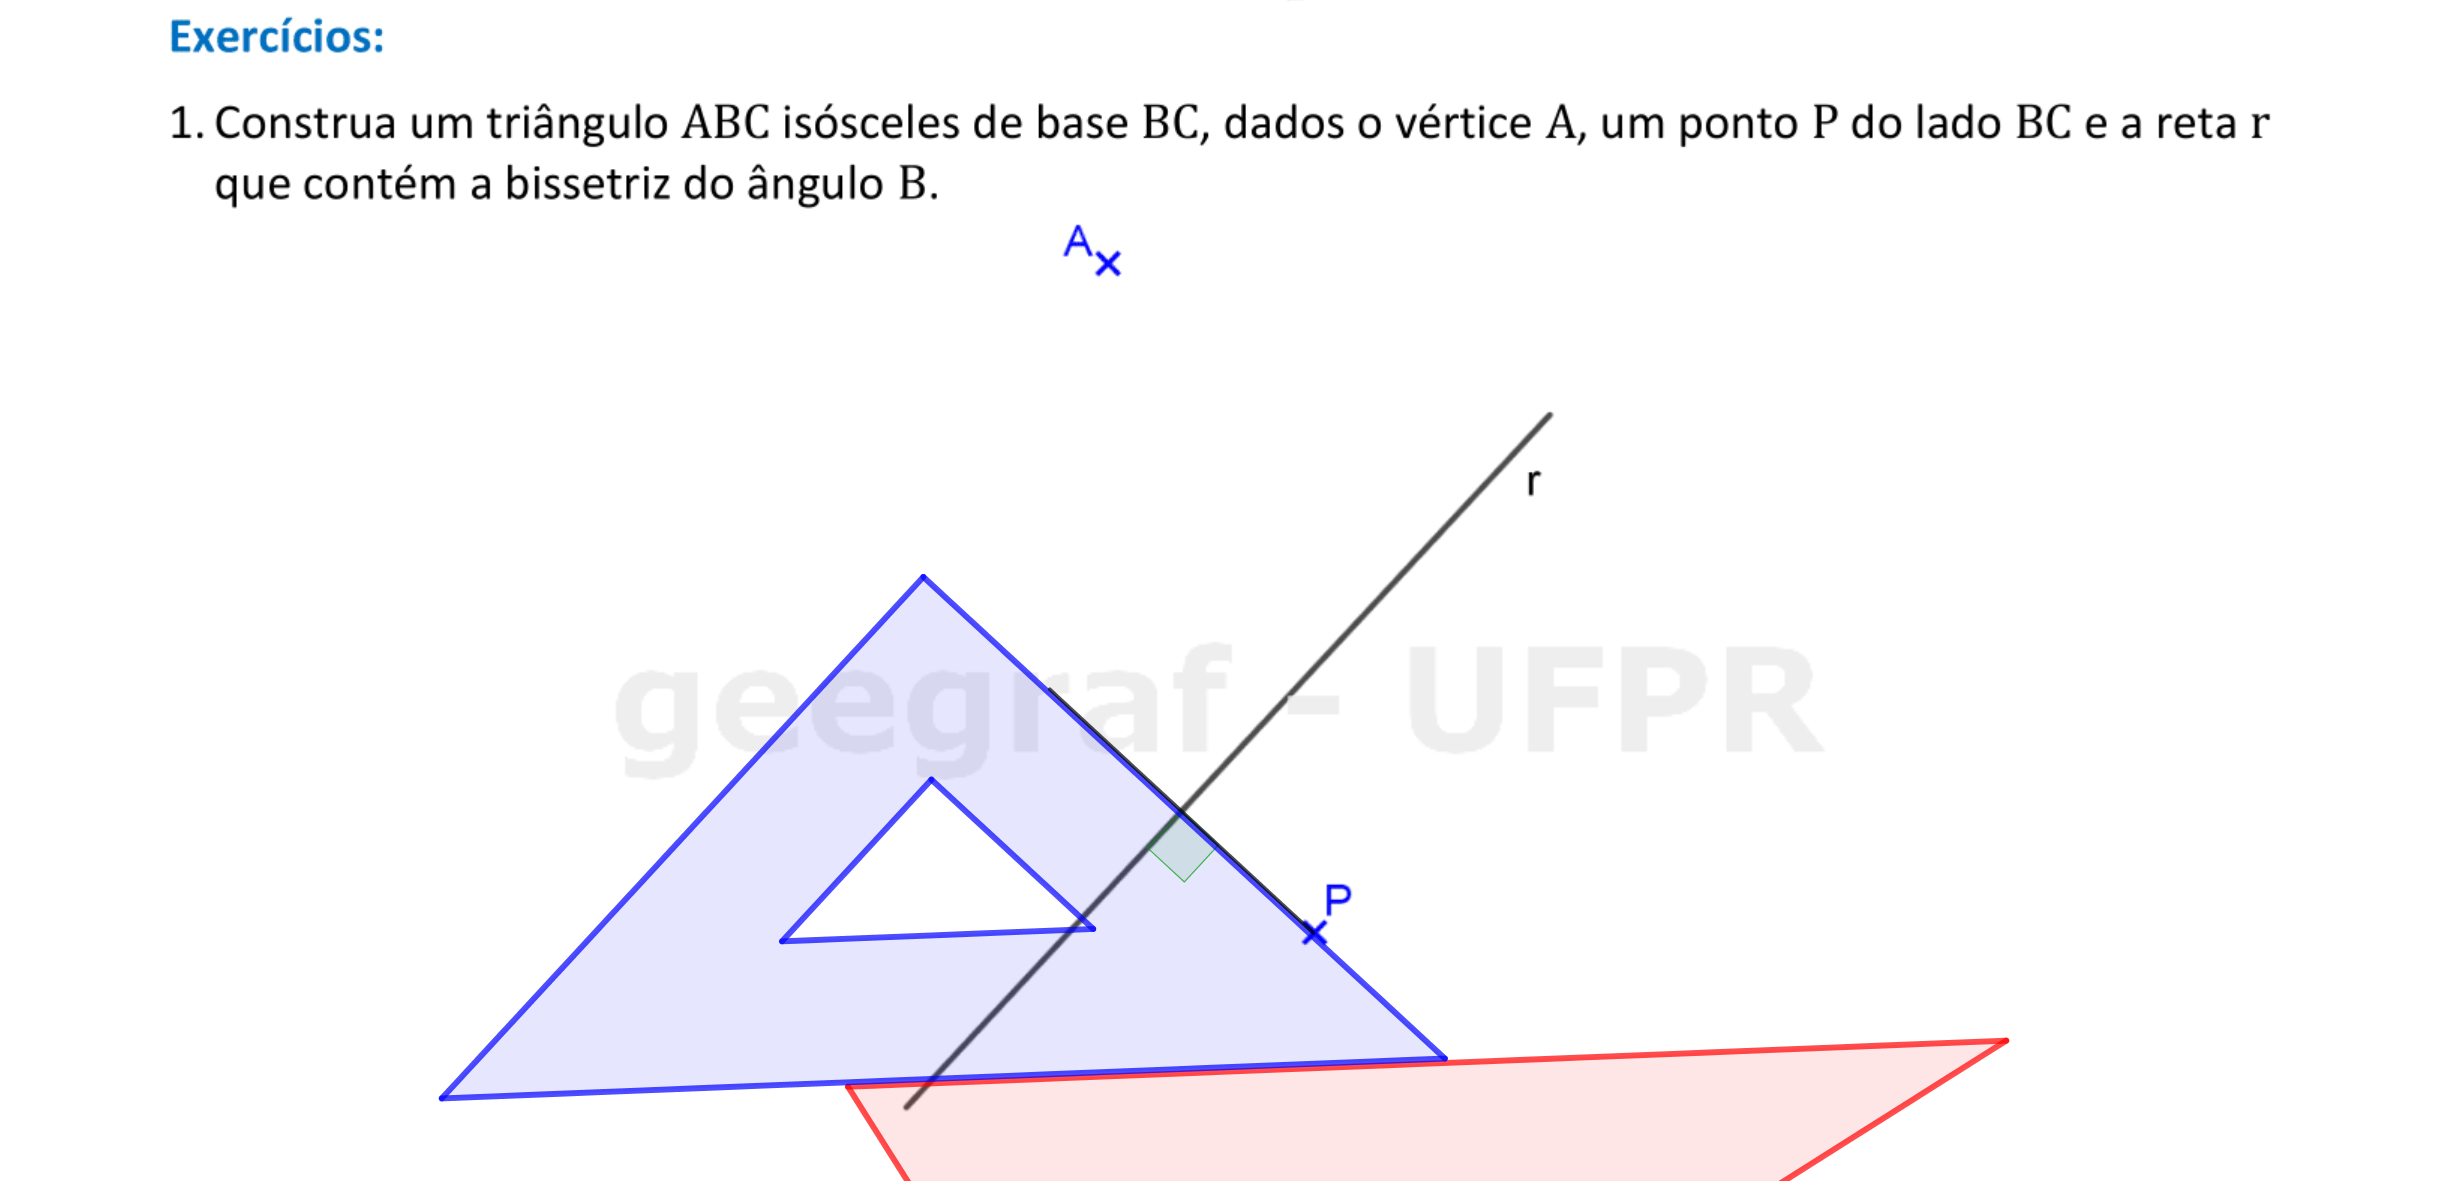 Exercícios:
1. Construa um triângulo ABC isósceles de base BC, dados o vértice A, um ponto P do lado BC e a reta r
que contém a bissetriz do ângulo B.
A
r
geegraf - UFPR
P